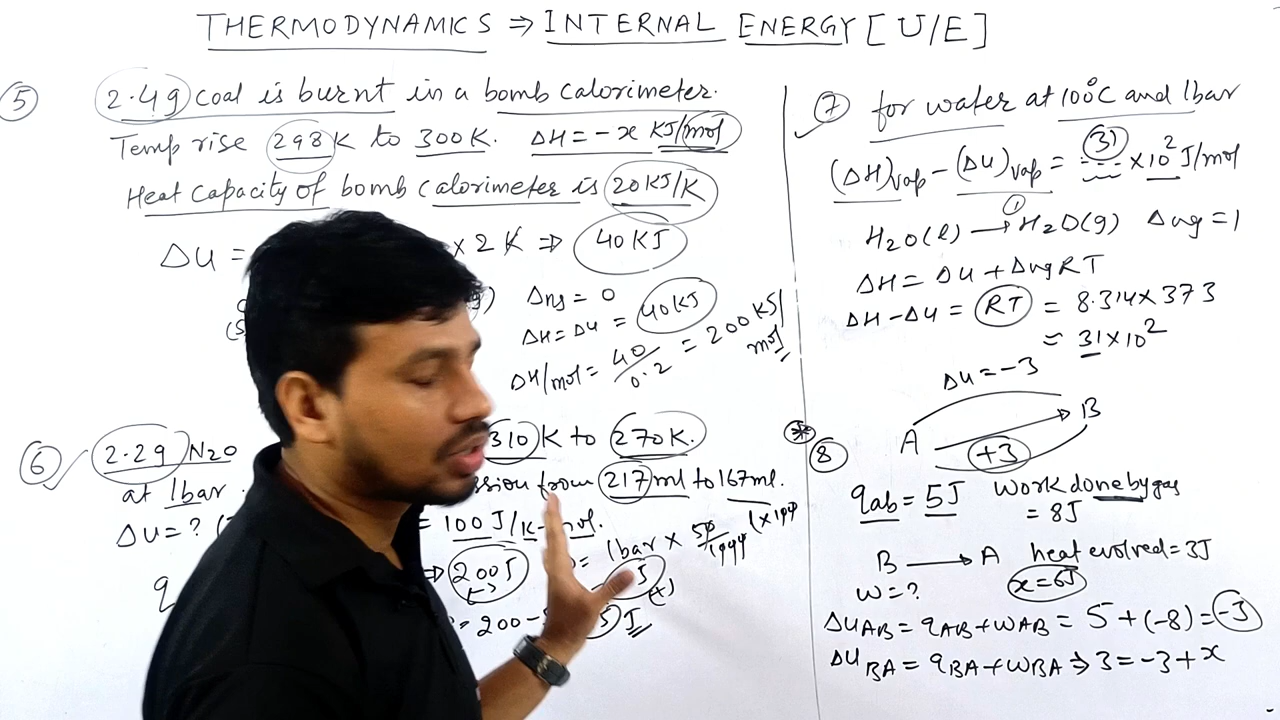 THERMODYNAMICS ⇒ INTERNAL ENERGY [U/E]
5 2.4g coal is burnt in a bomb calorimeter.
Temp rise 298K to 300K. ΔH = -x KJ/mol
Heat capacity of bomb calorimeter is 20KJ/K
ΔU = × 2K ⇒ 40KJ
Δng = 0
ΔH = ΔU = 40KJ
ΔH/mol = 40/0.2 = 200 KJ/mol
6 2.2g N2O 310K to 270K.
at 1bar. ssion from 217ml to 167ml.
ΔU = ? = 100 J/K-mol.
q ⇒ 200J = 1bar ×
= 200- 5J
7 for water at 100°C and 1bar
(ΔH)vap - (ΔU)vap = 31 × 10² J/mol
H2O(l) → H2O(g) Δng = 1
ΔH = ΔU + ΔngRT
ΔH - ΔU = RT = 8.314×373
= 31×10²
ΔU = -3
A B
+3
8
qab = 5J work done by gas
= 8J
B → A heat evolved = 3J
w = ? x = 6J
ΔUAB = qAB + wAB = 5 + (-8) = -3
ΔUBA = qBA + wBA ⇒ 3 = -3 + x